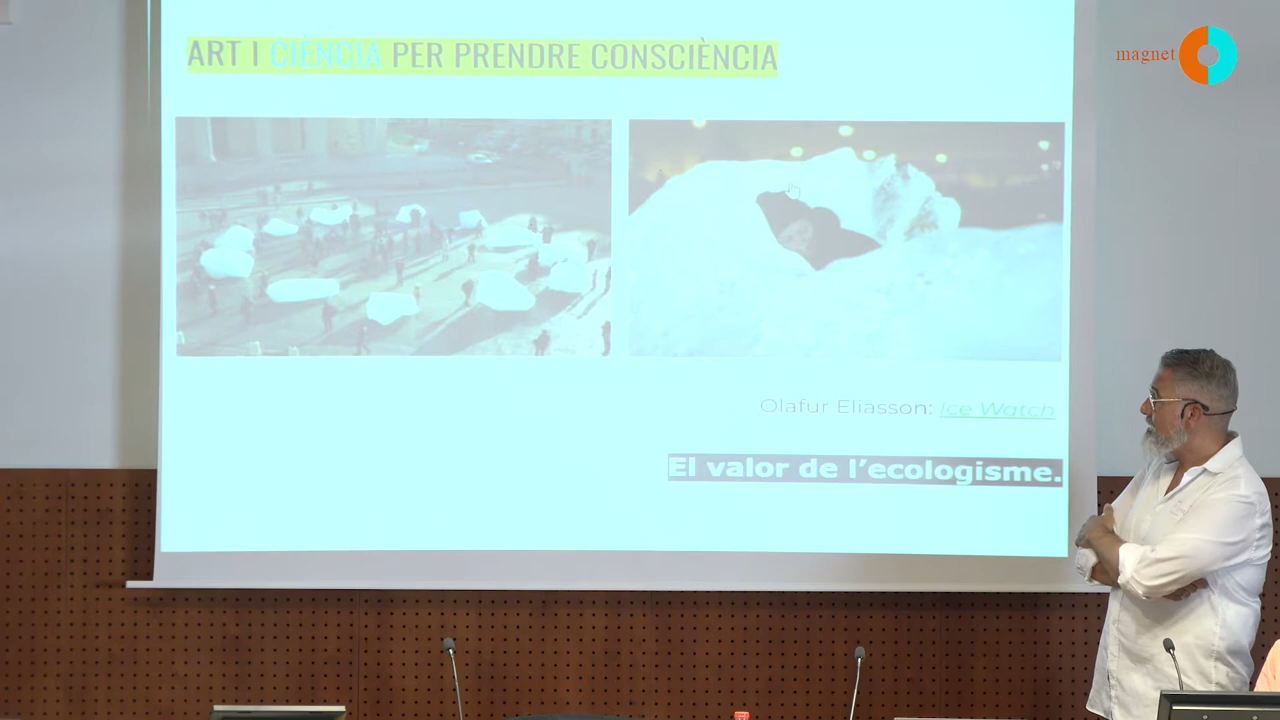 ART I CIÈNCIA PER PRENDRE CONSCIÈNCIA
magnet
Olafur Eliasson: Ice Watch
El valor de l’ecologisme.